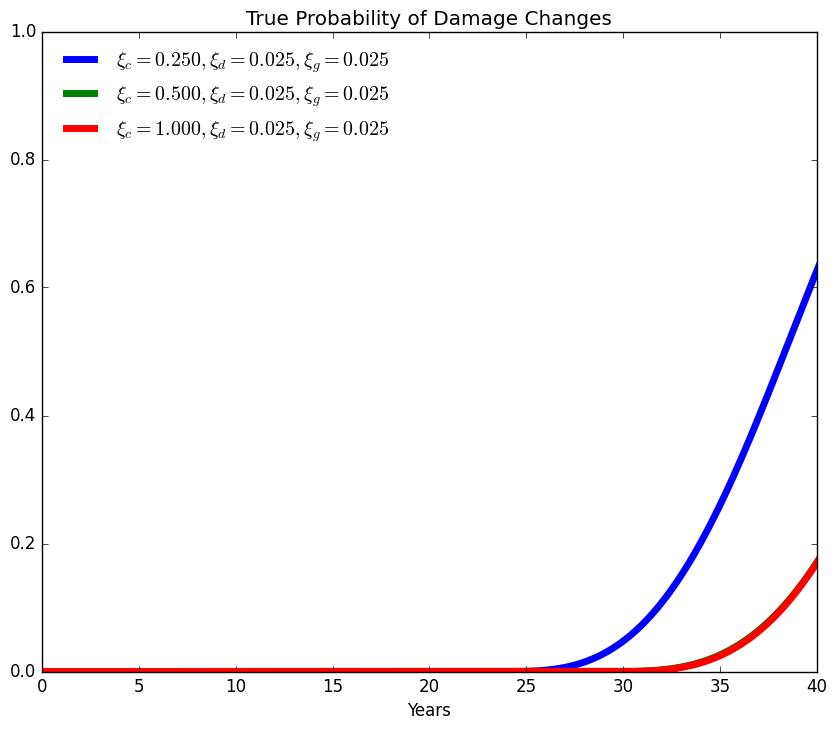 True Probability of Damage Changes
1.0
ξc = 0.250, ξd = 0.025, ξg = 0.025
ξc = 0.500, ξd = 0.025, ξg = 0.025
ξc = 1.000, ξd = 0.025, ξg = 0.025
0.8
0.6
0.4
0.2
0.0
0 5 10 15 20 25 30 35 40
Years